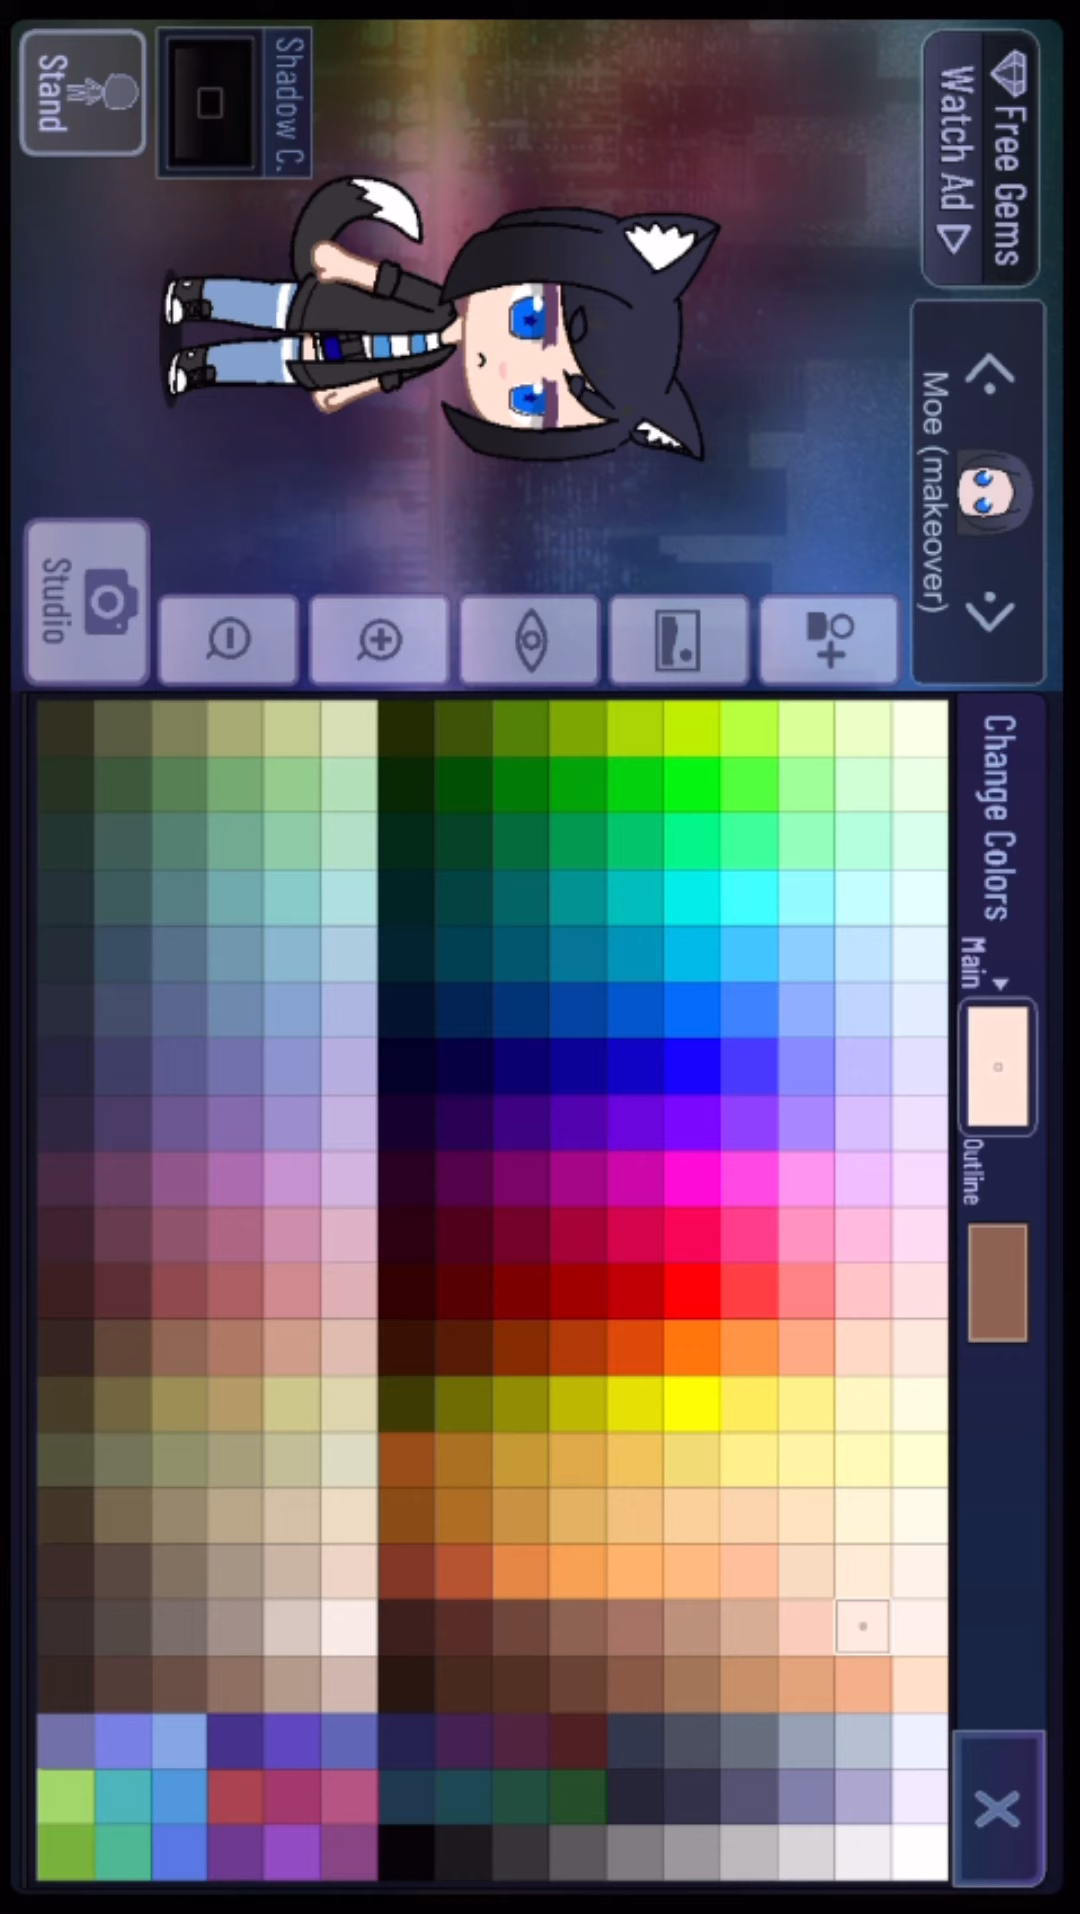 Free Gems
Watch Ad
Moe (makeover)
Shadow C.
Stand
Studio
Change Colors
Main
Outline